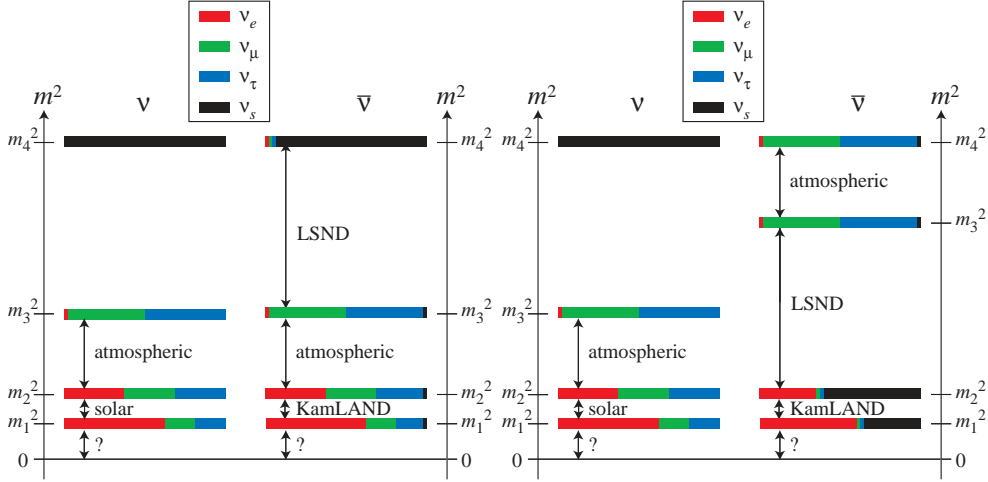 ν_e
ν_μ
ν_τ
ν_s
m² ν ν̄ m²
m₄² m₄²
LSND
m₃² m₃²
atmospheric atmospheric
m₂² m₂²
solar KamLAND
m₁² m₁²
? ?
0 0
ν_e
ν_μ
ν_τ
ν_s
m² ν ν̄ m²
m₄² m₄²
atmospheric
m₃² m₃²
LSND
atmospheric
m₂² m₂²
solar KamLAND
m₁² m₁²
? ?
0 0